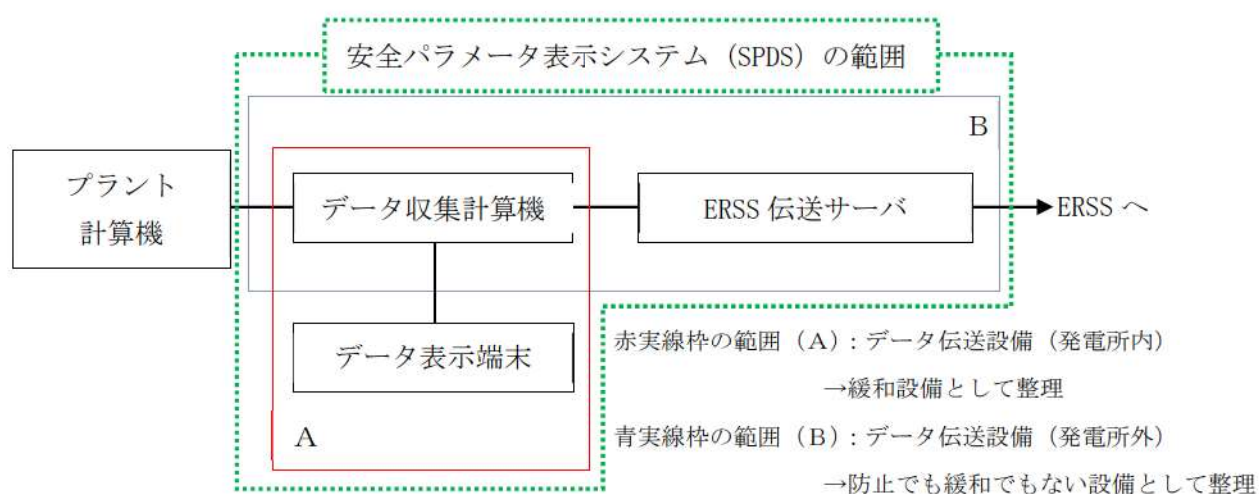 安全パラメータ表示システム（SPDS）の範囲
B
プラント
計算機
データ収集計算機
ERSS 伝送サーバ
ERSS へ
データ表示端末
A
赤実線枠の範囲（A）：データ伝送設備（発電所内）
→緩和設備として整理
青実線枠の範囲（B）：データ伝送設備（発電所外）
→防止でも緩和でもない設備として整理